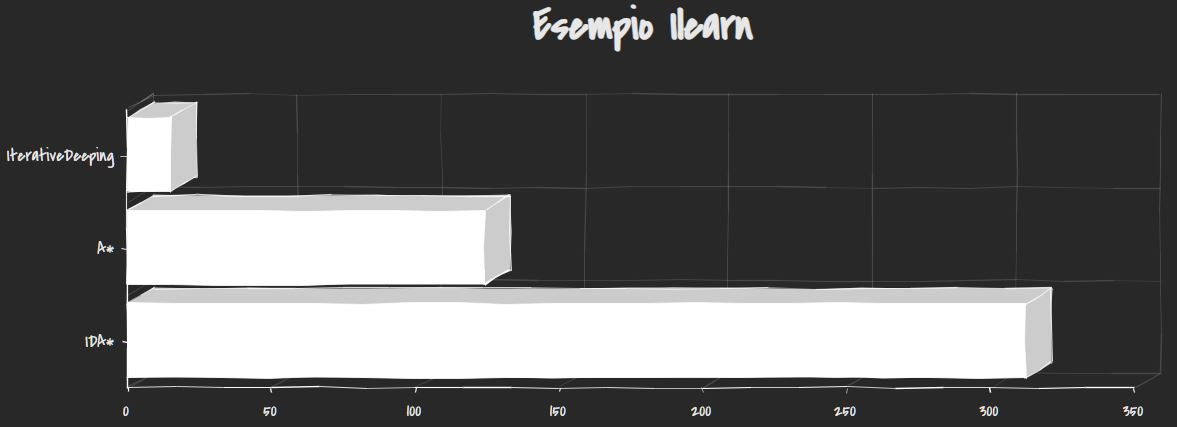 Esempio Ilearn
IterativeDeeping
A*
IDA*
0 50 100 150 200 250 300 350